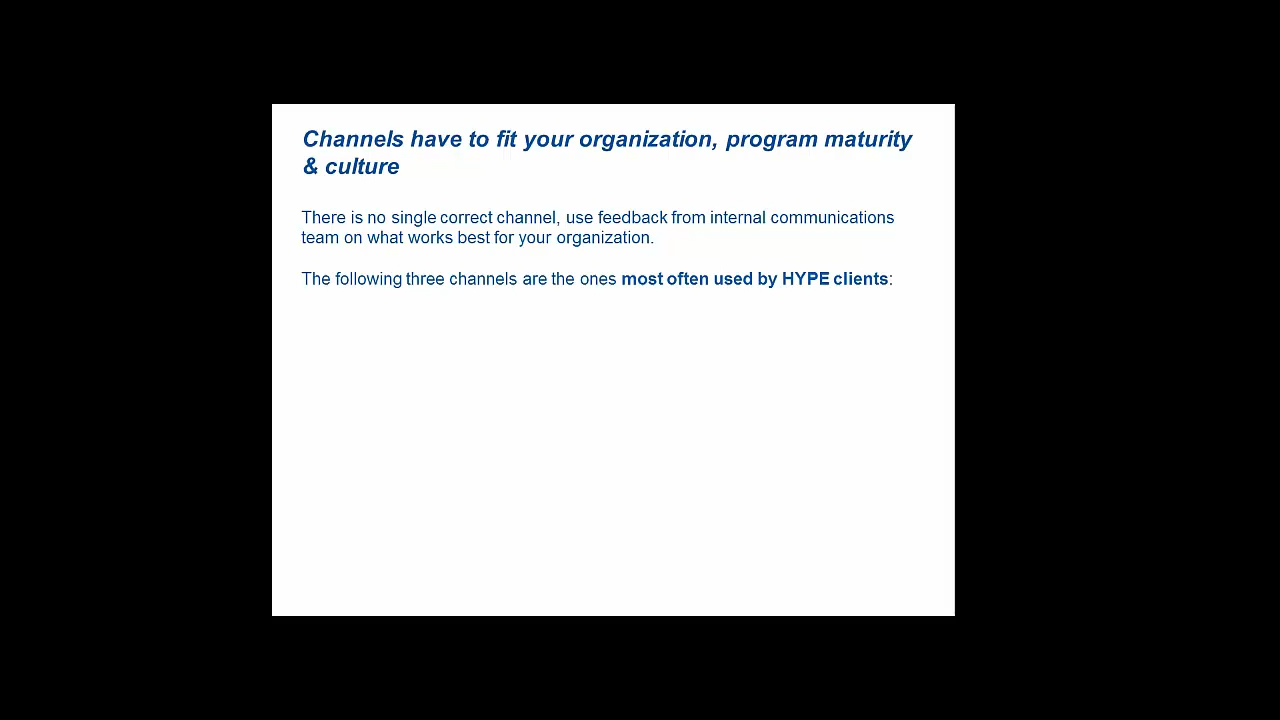 Channels have to fit your organization, program maturity
& culture
There is no single correct channel, use feedback from internal communications
team on what works best for your organization.
The following three channels are the ones most often used by HYPE clients: